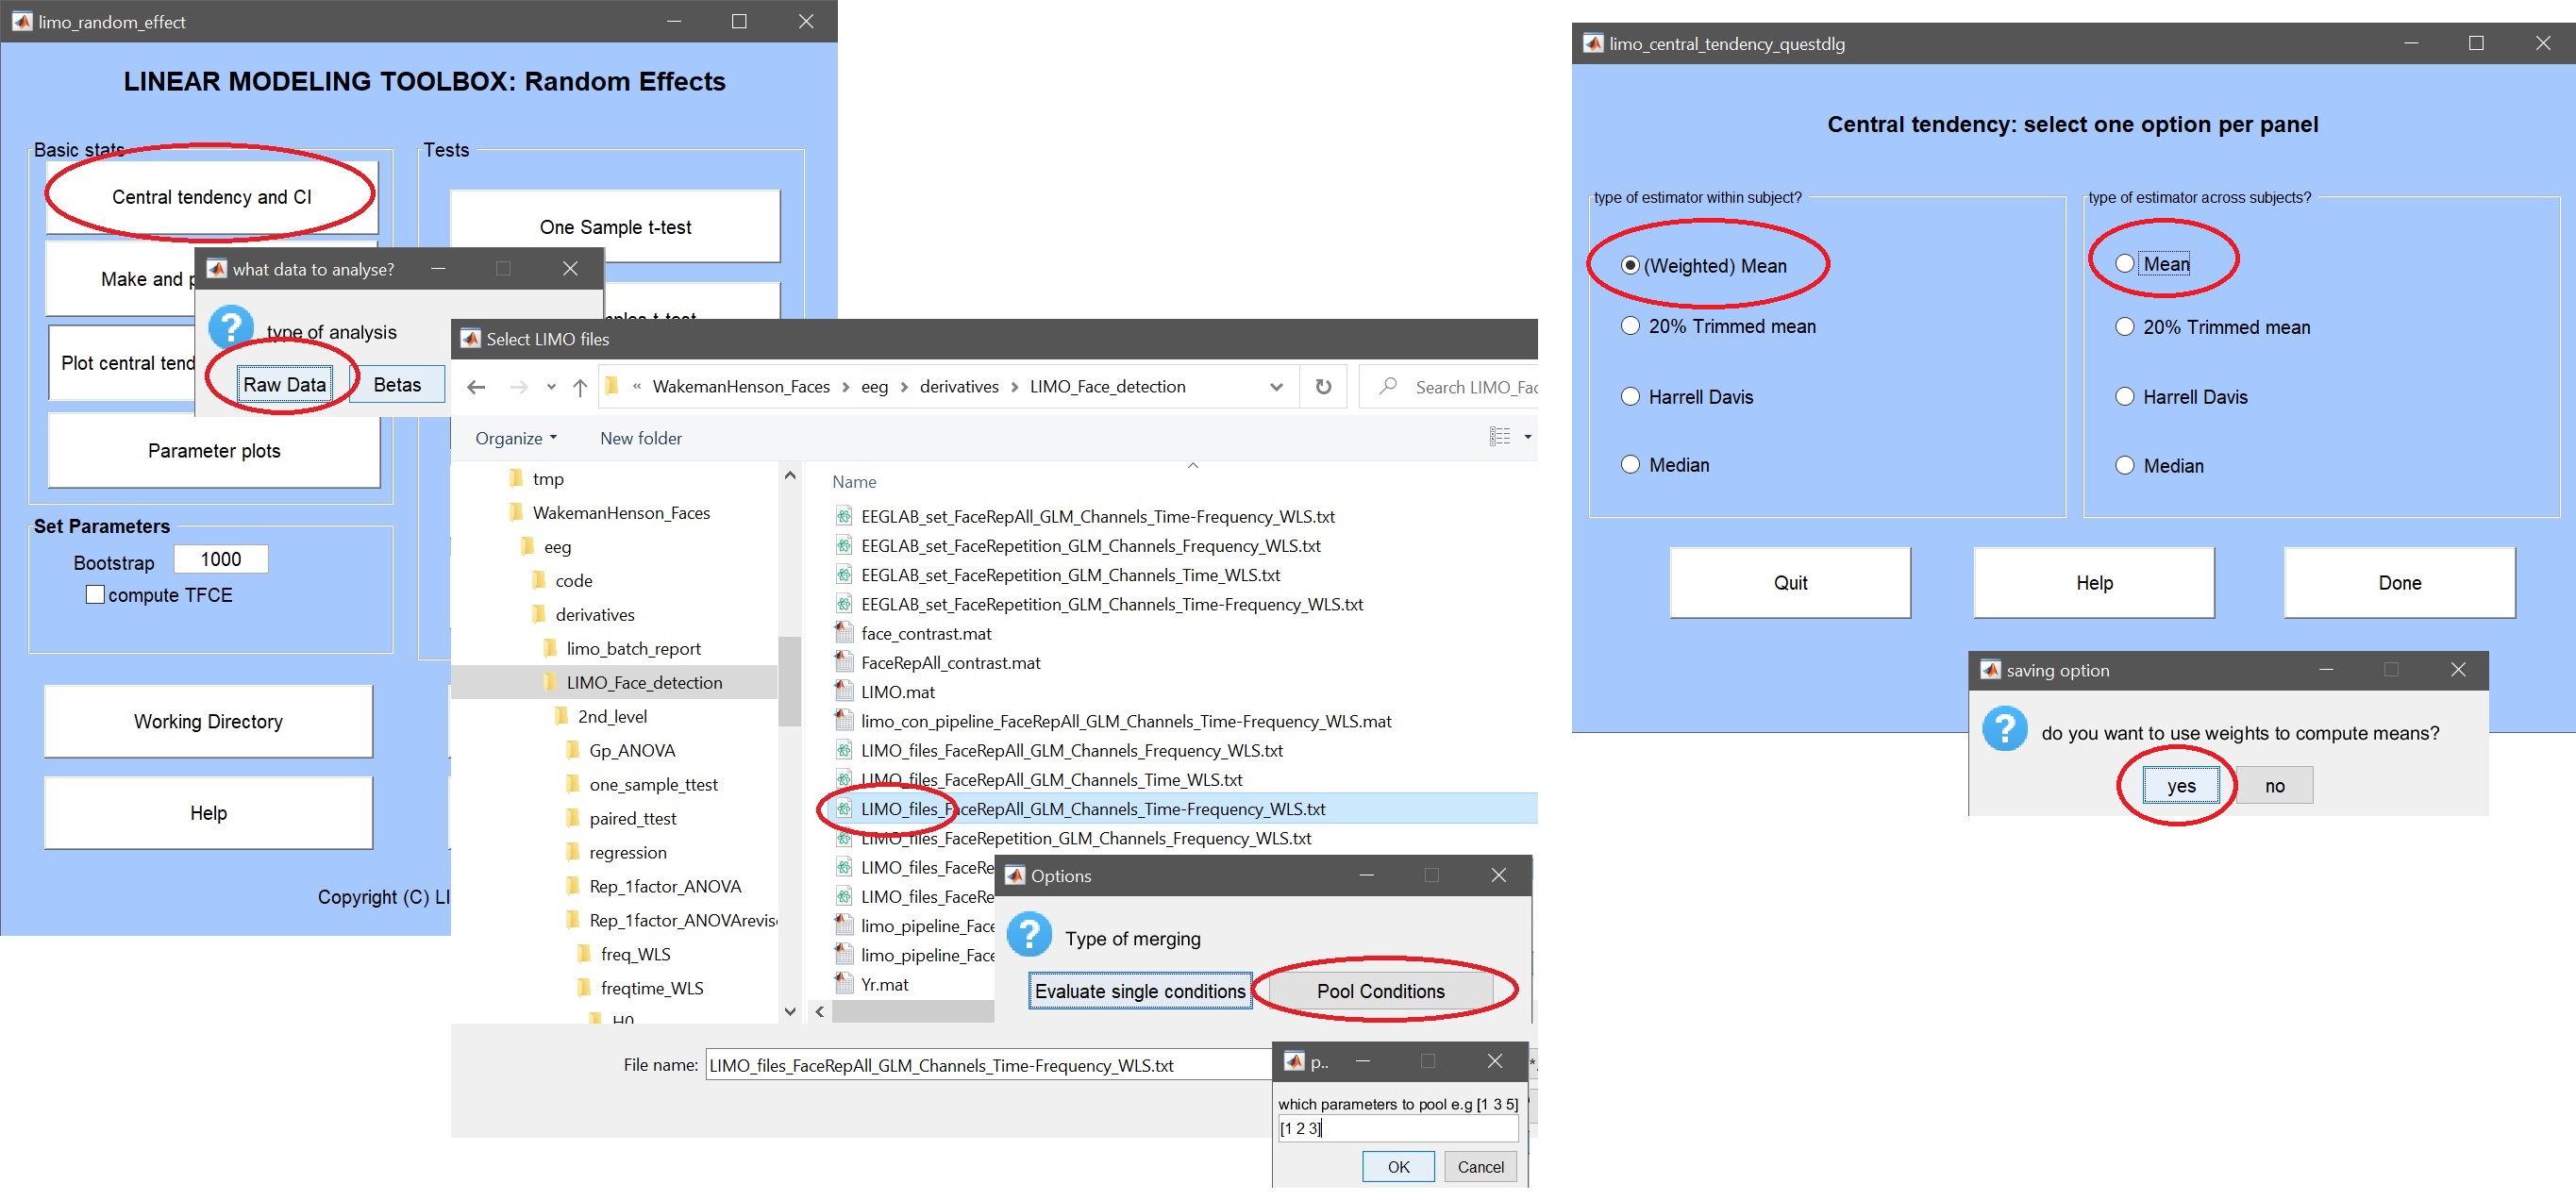 limo_random_effect
LINEAR MODELING TOOLBOX: Random Effects
Basic stats
Central tendency and CI
Make and p
Plot central tend
Parameter plots
Tests
One Sample t-test
Set Parameters
Bootstrap 1000
compute TFCE
Working Directory
Help
Copyright (C) LI
what data to analyse?
type of analysis
Raw Data
Betas
Select LIMO files
« WakemanHenson_Faces > eeg > derivatives > LIMO_Face_detection
Search LIMO_Fac
Organize
New folder
tmp
WakemanHenson_Faces
eeg
code
derivatives
limo_batch_report
LIMO_Face_detection
2nd_level
Gp_ANOVA
one_sample_ttest
paired_ttest
regression
Rep_1factor_ANOVA
Rep_1factor_ANOVArevis
freq_WLS
freqtime_WLS
H0
Name
EEGLAB_set_FaceRepAll_GLM_Channels_Time-Frequency_WLS.txt
EEGLAB_set_FaceRepetition_GLM_Channels_Frequency_WLS.txt
EEGLAB_set_FaceRepetition_GLM_Channels_Time_WLS.txt
EEGLAB_set_FaceRepetition_GLM_Channels_Time-Frequency_WLS.txt
face_contrast.mat
FaceRepAll_contrast.mat
LIMO.mat
limo_con_pipeline_FaceRepAll_GLM_Channels_Time-Frequency_WLS.mat
LIMO_files_FaceRepAll_GLM_Channels_Frequency_WLS.txt
LIMO_files_FaceRepAll_GLM_Channels_Time_WLS.txt
LIMO_files_FaceRepAll_GLM_Channels_Time-Frequency_WLS.txt
LIMO_files_FaceRepetition_GLM_Channels_Frequency_WLS.txt
LIMO_files_FaceRe
LIMO_files_FaceRe
limo_pipeline_Face
limo_pipeline_Face
Yr.mat
File name: LIMO_files_FaceRepAll_GLM_Channels_Time-Frequency_WLS.txt
Options
Type of merging
Evaluate single conditions
Pool Conditions
p..
which parameters to pool e.g [1 3 5]
[1 2 3]
OK
Cancel
limo_central_tendency_questdlg
Central tendency: select one option per panel
type of estimator within subject?
(Weighted) Mean
20% Trimmed mean
Harrell Davis
Median
type of estimator across subjects?
Mean
20% Trimmed mean
Harrell Davis
Median
Quit
Help
Done
saving option
do you want to use weights to compute means?
yes
no